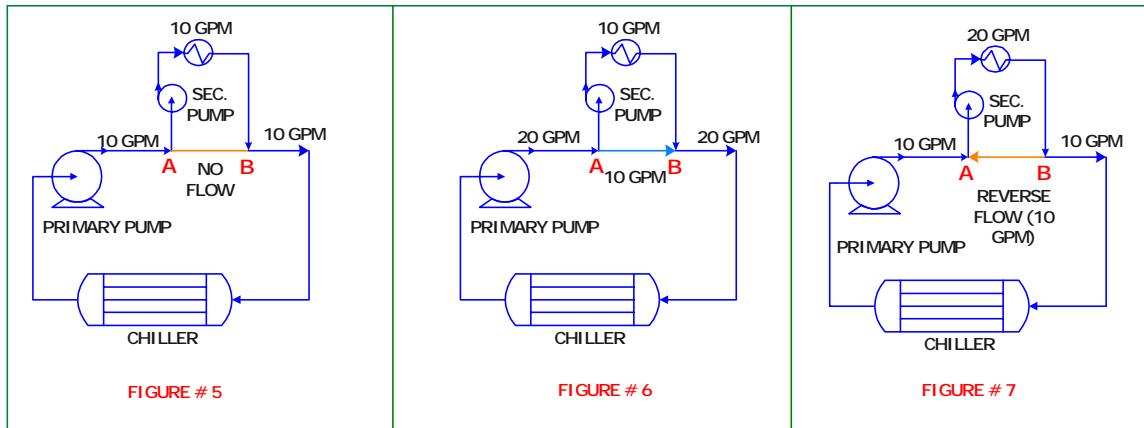 10 GPM
SEC.
PUMP
10 GPM
10 GPM
A
B
NO
FLOW
PRIMARY PUMP
CHILLER
FIGURE # 5
10 GPM
SEC.
PUMP
20 GPM
20 GPM
A
B
10 GPM
PRIMARY PUMP
CHILLER
FIGURE # 6
20 GPM
SEC.
PUMP
10 GPM
10 GPM
A
B
REVERSE
FLOW (10
GPM)
PRIMARY PUMP
CHILLER
FIGURE # 7